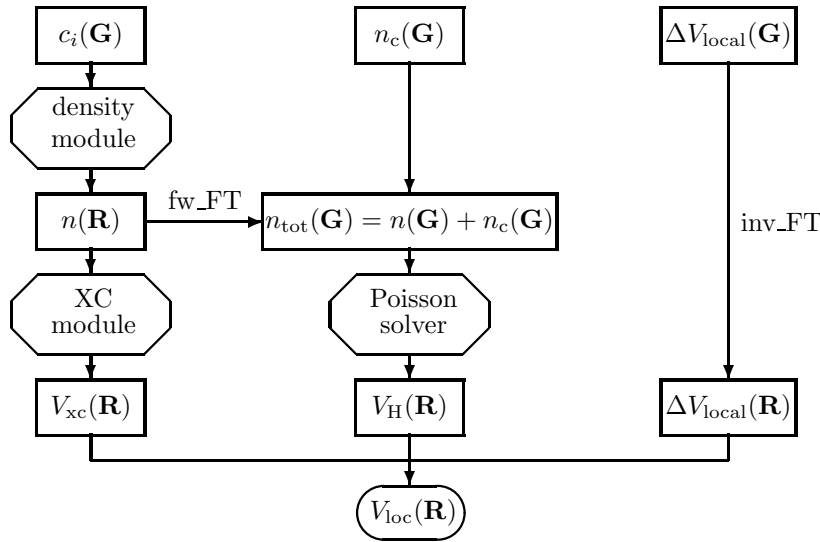 c_i(G)
n_c(G)
ΔV_local(G)
density
module
n(R)
fw_FT
n_tot(G) = n(G) + n_c(G)
inv_FT
XC
module
Poisson
solver
V_xc(R)
V_H(R)
ΔV_local(R)
V_loc(R)